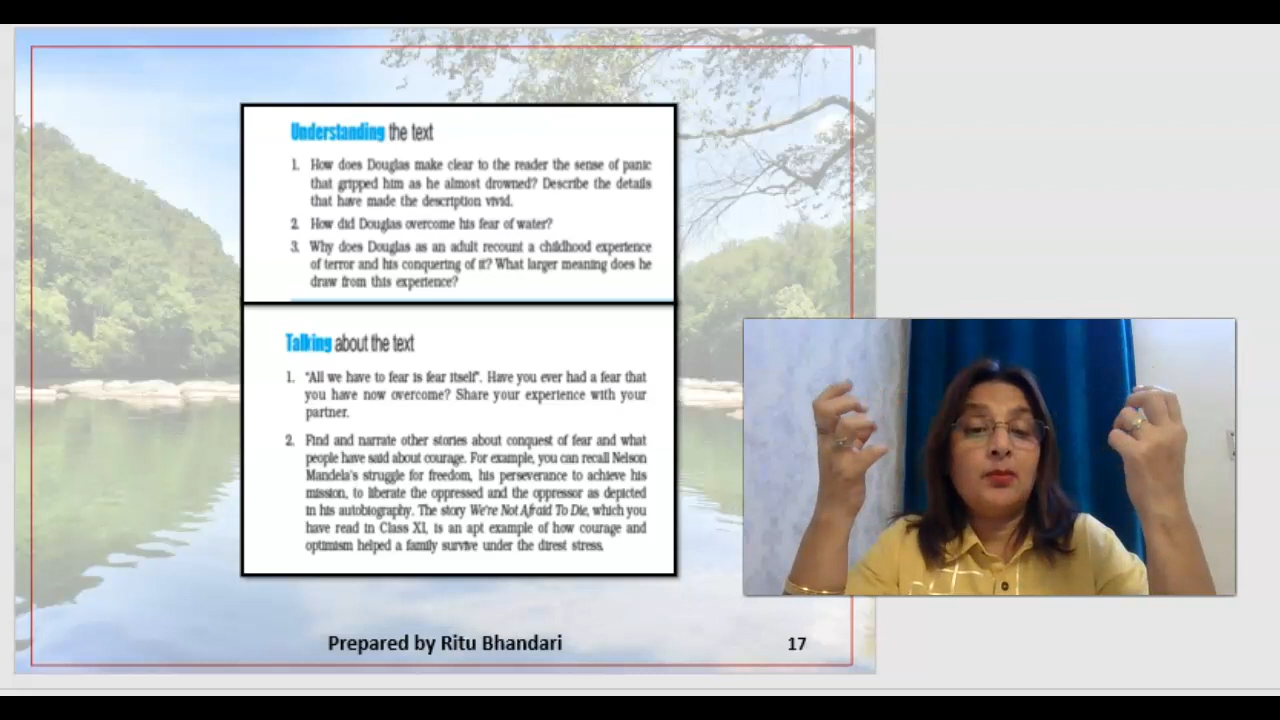 Understanding the text
1. How does Douglas make clear to the reader the sense of panic
that gripped him as he almost drowned? Describe the details
that have made the description vivid.
2. How did Douglas overcome his fear of water?
3. Why does Douglas as an adult recount a childhood experience
of terror and his conquering of it? What larger meaning does he
draw from this experience?
Talking about the text
1. "All we have to fear is fear itself". Have you ever had a fear that
you have now overcome? Share your experience with your
partner.
2. Find and narrate other stories about conquest of fear and what
people have said about courage. For example, you can recall Nelson
Mandela's struggle for freedom, his perseverance to achieve his
mission, to liberate the oppressed and the oppressor as depicted
in his autobiography. The story We're Not Afraid To Die, which you
have read in Class XI, is an apt example of how courage and
optimism helped a family survive under the direst stress.
Prepared by Ritu Bhandari
17